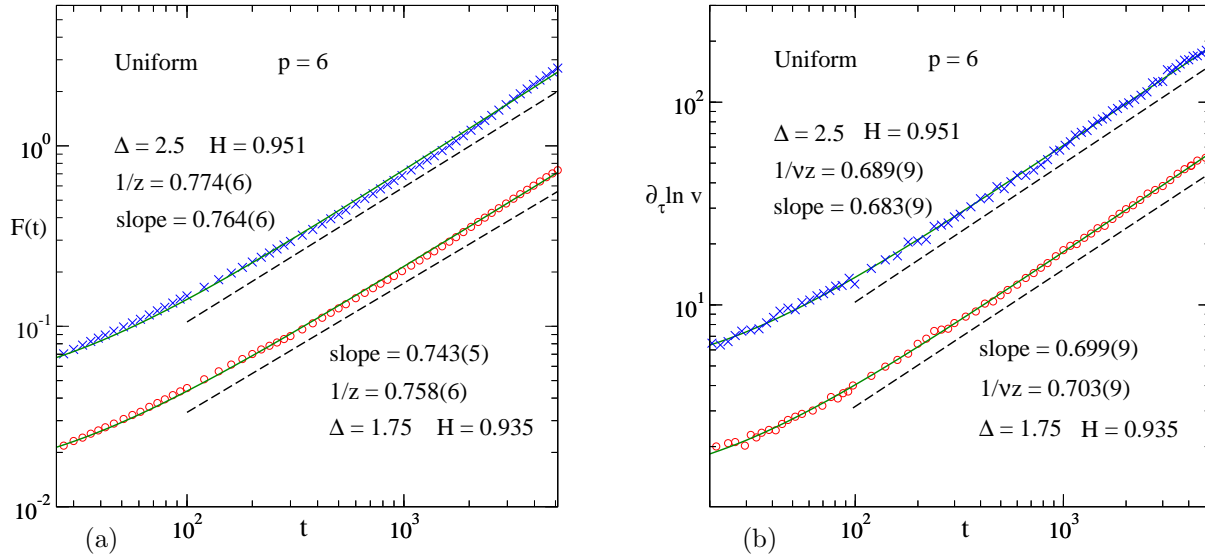 Uniform p = 6
Δ = 2.5 H = 0.951
1/z = 0.774(6)
slope = 0.764(6)
slope = 0.743(5)
1/z = 0.758(6)
Δ = 1.75 H = 0.935
F(t)
10^0
10^-1
10^-2
10^2
10^3
t
(a)
Uniform p = 6
Δ = 2.5 H = 0.951
1/νz = 0.689(9)
slope = 0.683(9)
slope = 0.699(9)
1/νz = 0.703(9)
Δ = 1.75 H = 0.935
∂_τ ln v
10^2
10^1
10^2
10^3
t
(b)